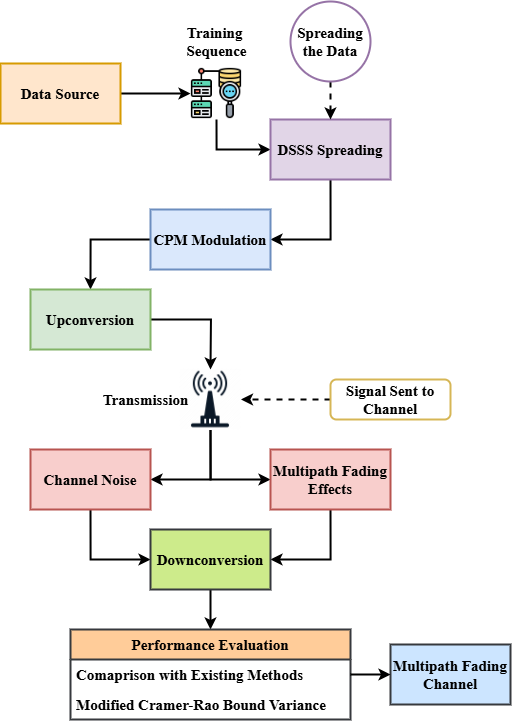 Training
Sequence
Spreading
the Data
Data Source
DSSS Spreading
CPM Modulation
Upconversion
Transmission
Signal Sent to
Channel
Channel Noise
Multipath Fading
Effects
Downconversion
Performance Evaluation
Comaprison with Existing Methods
Modified Cramer-Rao Bound Variance
Multipath Fading
Channel